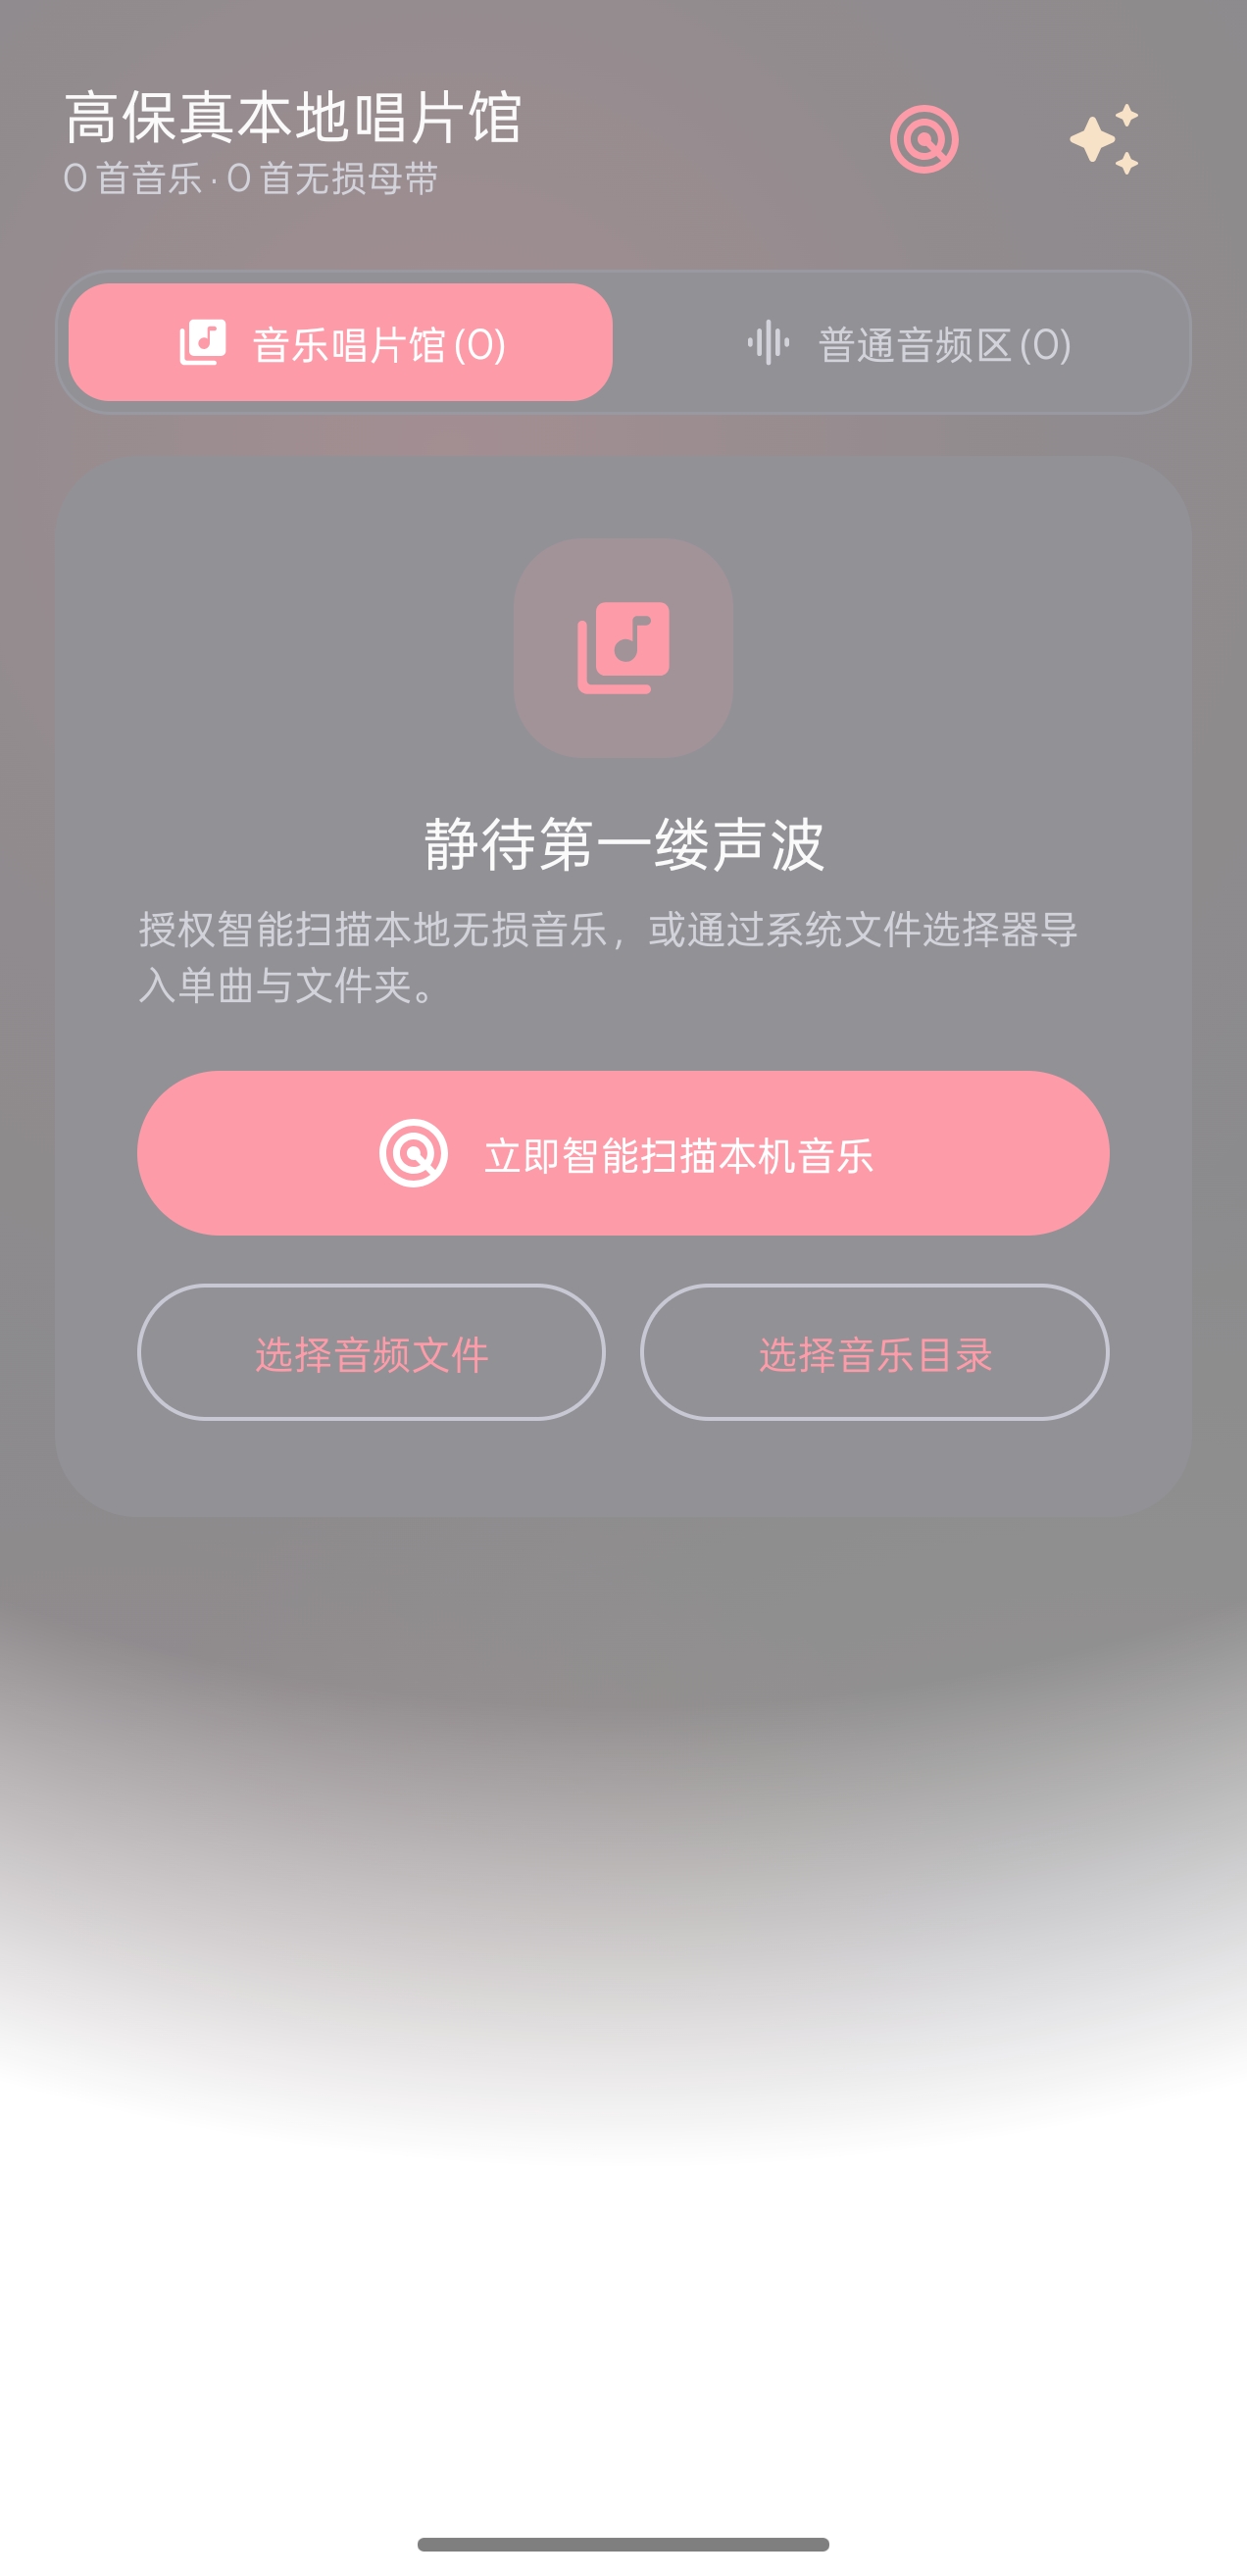 高保真本地唱片馆
0 首音乐 · 0 首无损母带
音乐唱片馆 (0)
普通音频区 (0)
静待第一缕声波
授权智能扫描本地无损音乐，或通过系统文件选择器导
入单曲与文件夹。
立即智能扫描本机音乐
选择音频文件
选择音乐目录